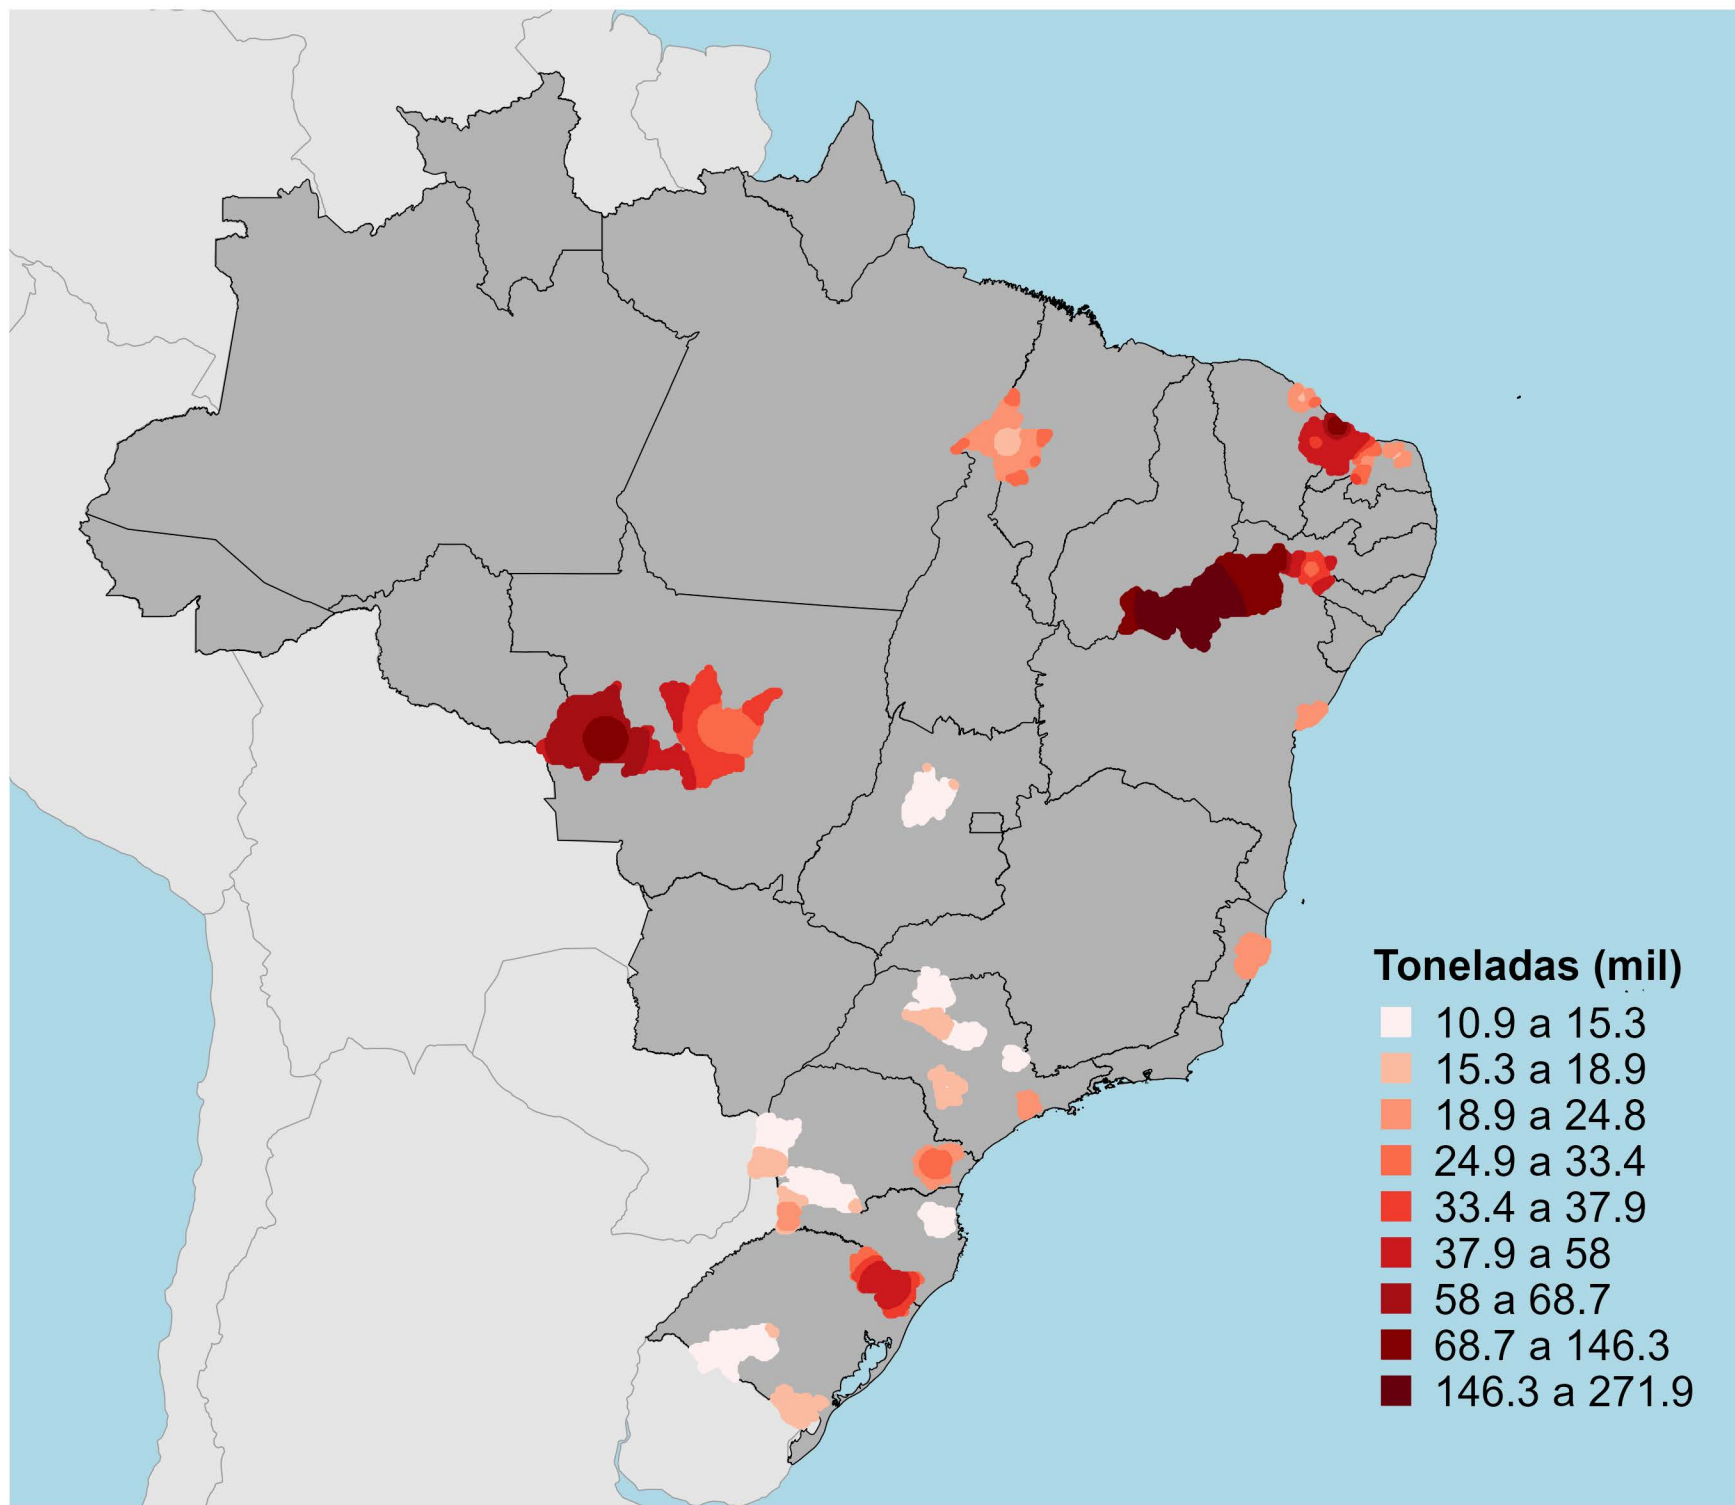 Toneladas (mil)
10.9 a 15.3
15.3 a 18.9
18.9 a 24.8
24.9 a 33.4
33.4 a 37.9
37.9 a 58
58 a 68.7
68.7 a 146.3
146.3 a 271.9